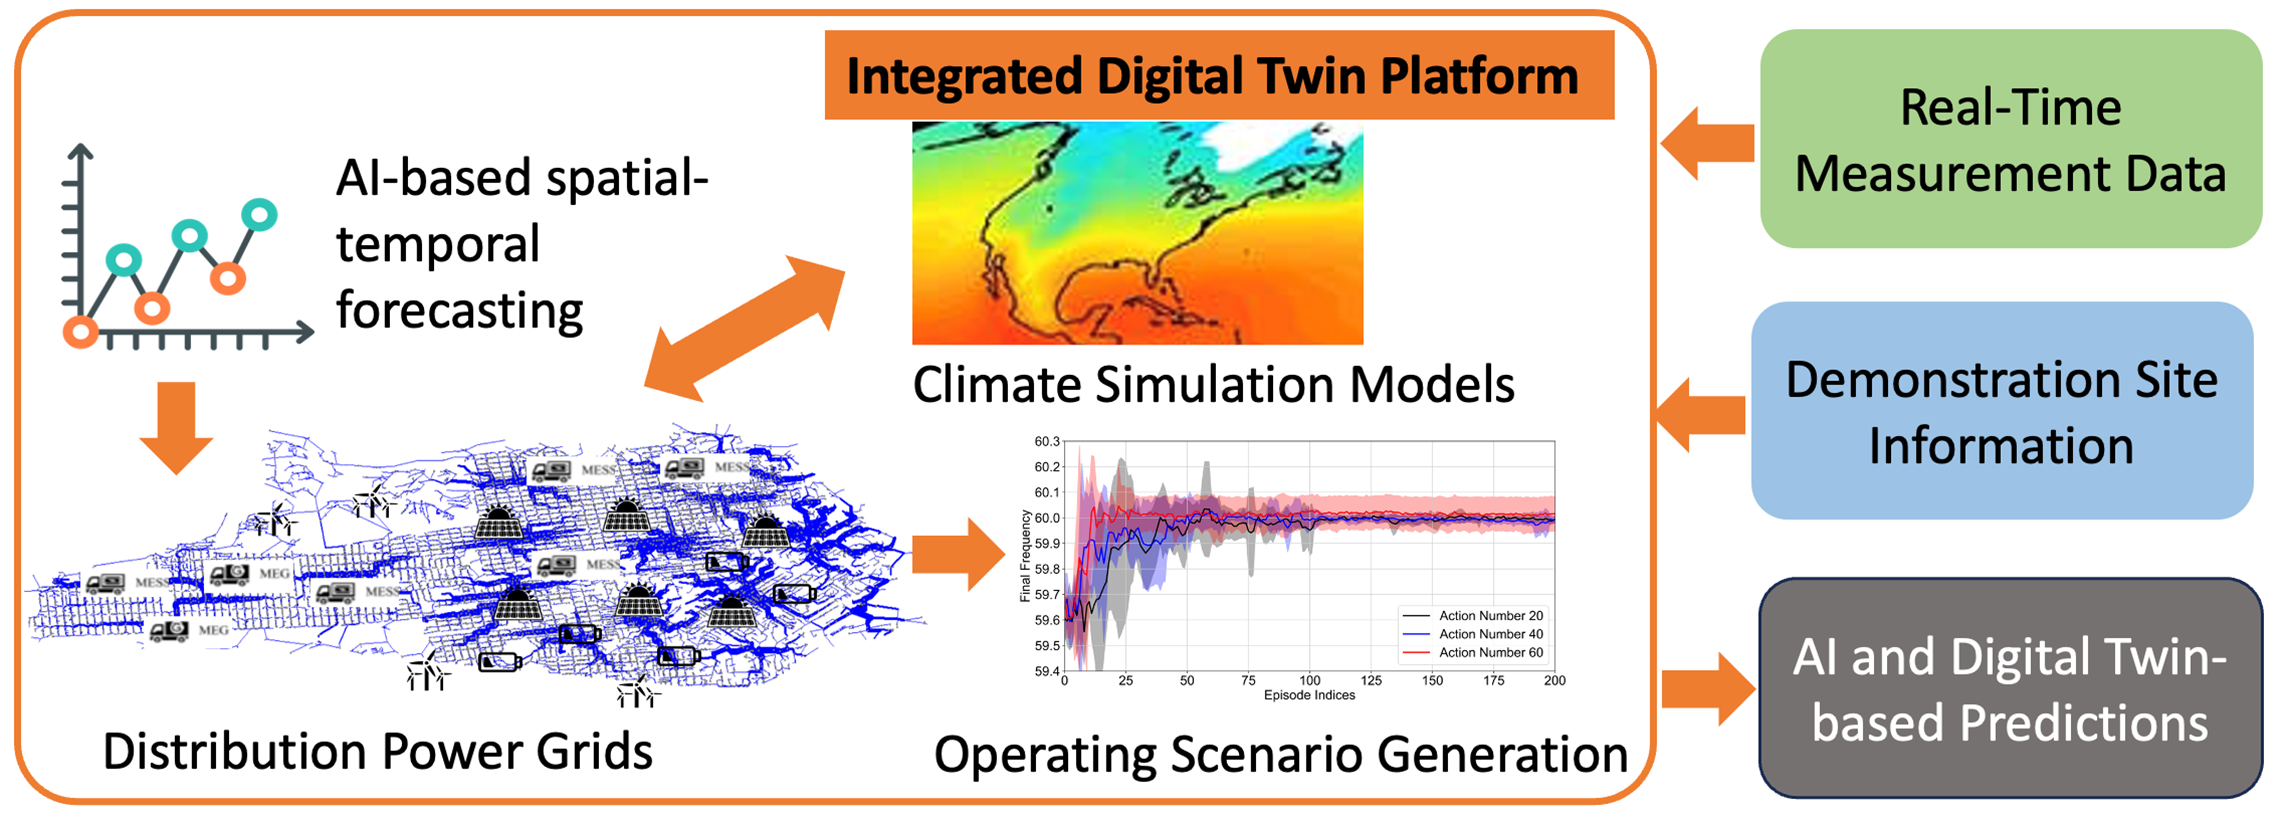 Integrated Digital Twin Platform
AI-based spatial-
temporal
forecasting
Climate Simulation Models
MESS
MESS
MESS
MESS
MEG
MESS
MEG
Distribution Power Grids
60.3
60.2
60.1
60.0
59.9
59.8
59.7
59.6
59.5
59.4
Final Frequency
0
25
50
75
100
125
150
175
200
Episode Indices
Action Number 20
Action Number 40
Action Number 60
Operating Scenario Generation
Real-Time
Measurement Data
Demonstration Site
Information
AI and Digital Twin-
based Predictions